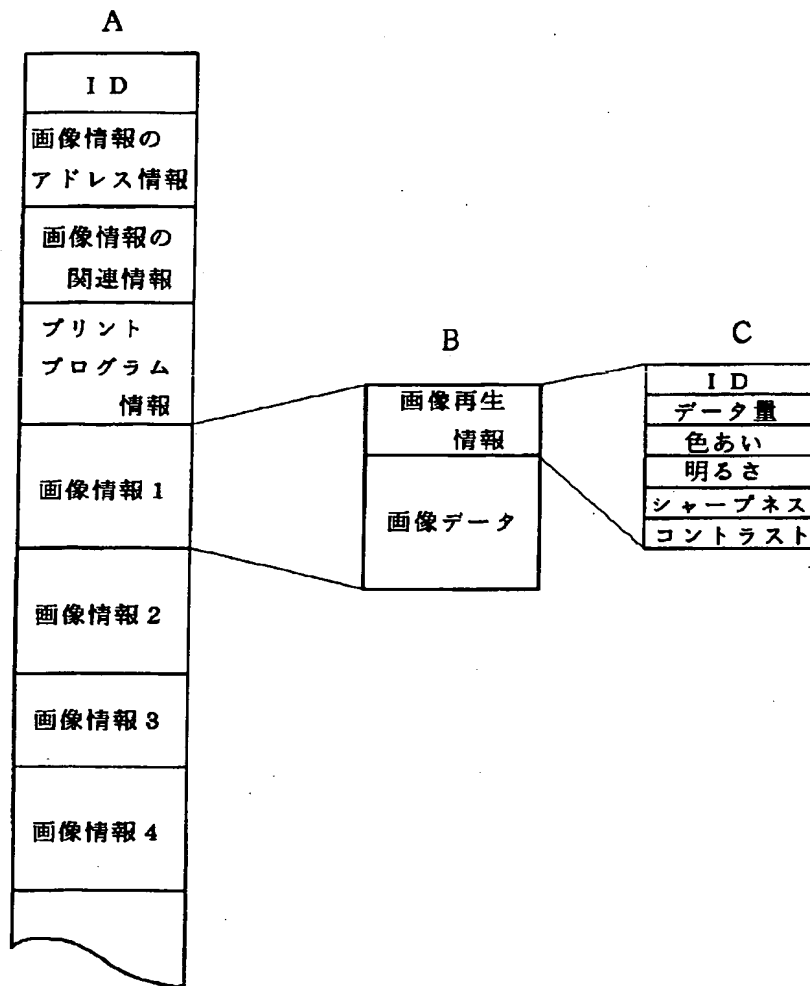 A
ID
画像情報の
アドレス情報
画像情報の
関連情報
プリント
プログラム
情報
画像情報1
画像情報2
画像情報3
画像情報4
B
画像再生
情報
画像データ
C
ID
データ量
色あい
明るさ
シャープネス
コントラスト